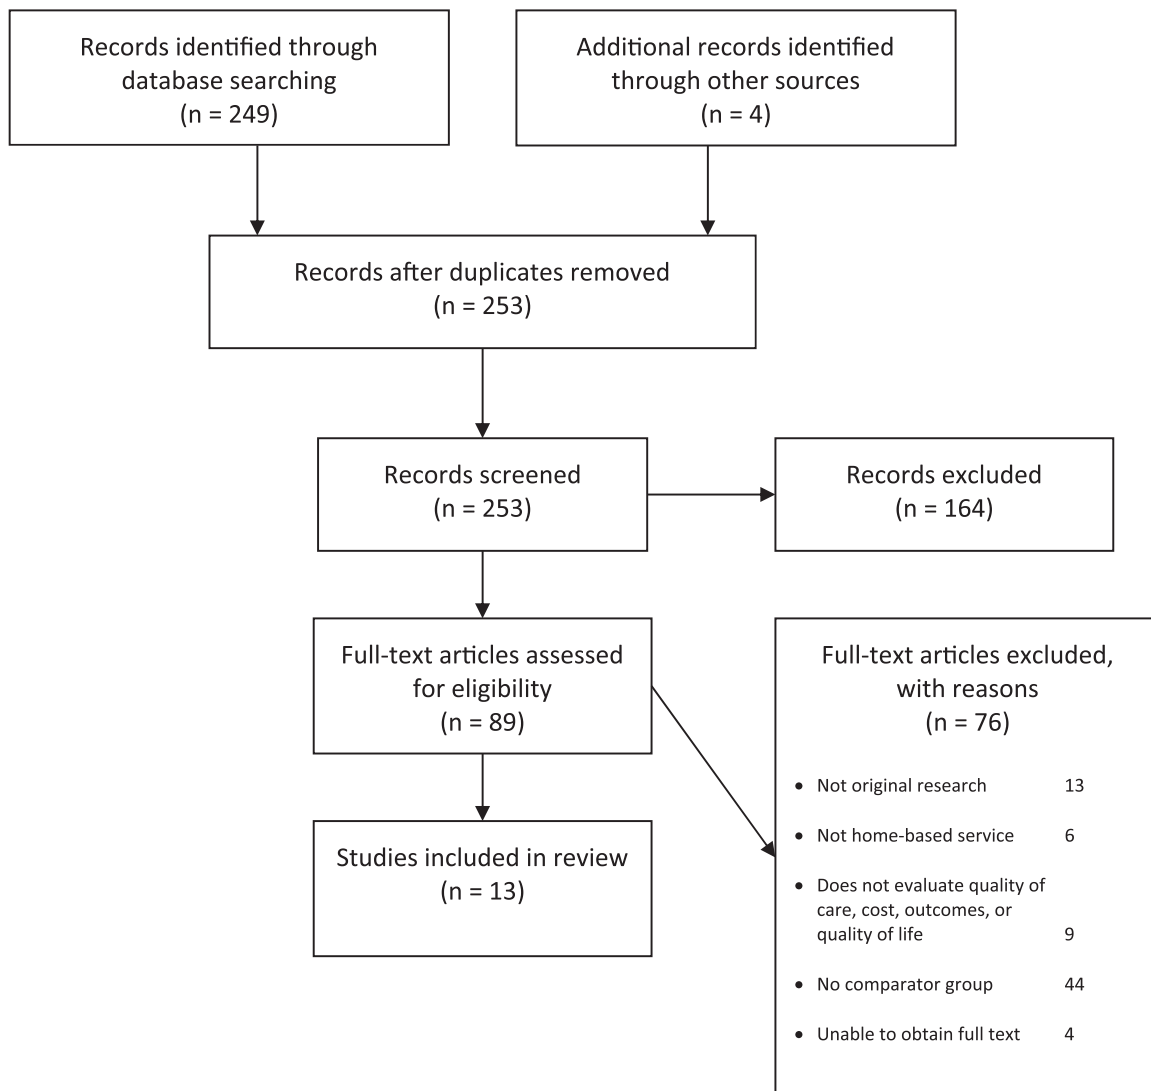 Records identified through
database searching
(n = 249)
Additional records identified
through other sources
(n = 4)
Records after duplicates removed
(n = 253)
Records screened
(n = 253)
Records excluded
(n = 164)
Full-text articles assessed
for eligibility
(n = 89)
Full-text articles excluded,
with reasons
(n = 76)
• Not original research 13
• Not home-based service 6
• Does not evaluate quality of
care, cost, outcomes, or
quality of life 9
• No comparator group 44
• Unable to obtain full text 4
Studies included in review
(n = 13)